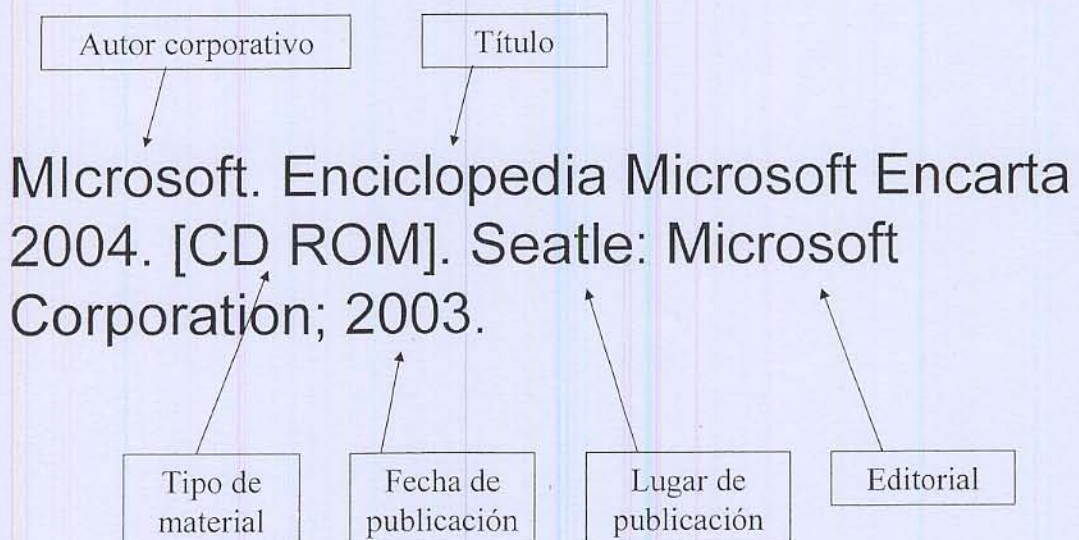 Autor corporativo
Título
MIcrosoft. Enciclopedia Microsoft Encarta
2004. [CD ROM]. Seatle: Microsoft
Corporation; 2003.
Tipo de
material
Fecha de
publicación
Lugar de
publicación
Editorial